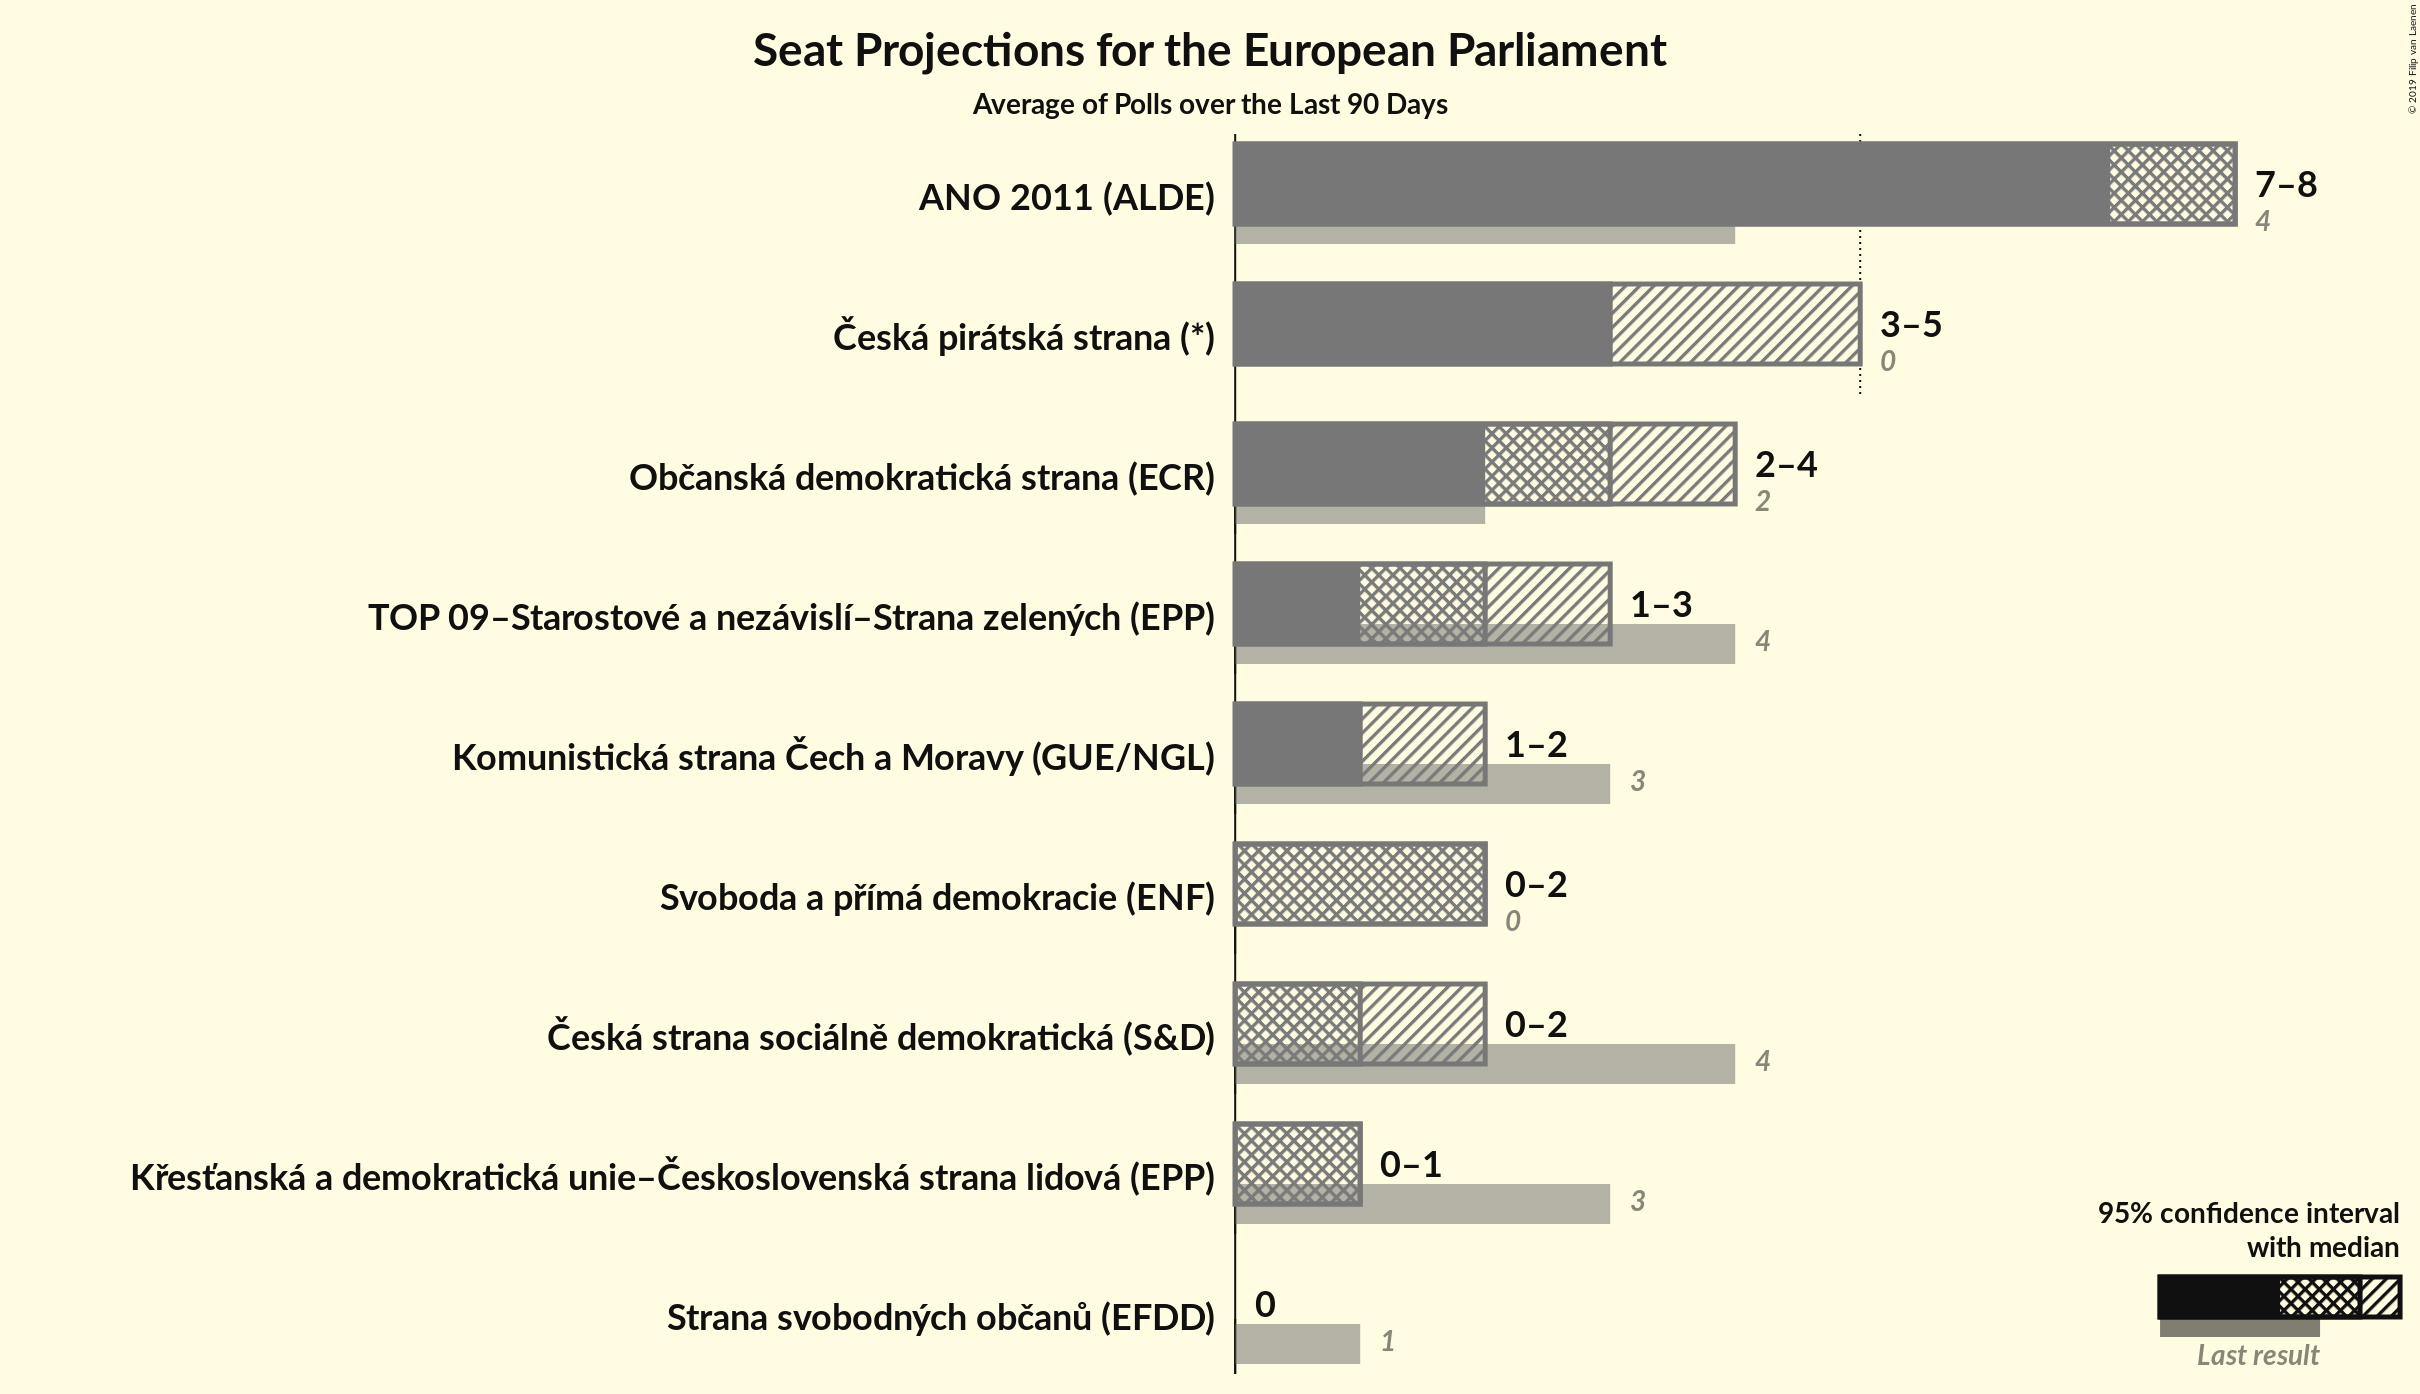 Seat Projections for the European Parliament
Average of Polls over the Last 90 Days
© 2019 Filip van Laenen
ANO 2011 (ALDE)
7–8
4
Česká pirátská strana (*)
3–5
0
Občanská demokratická strana (ECR)
2–4
2
TOP 09–Starostové a nezávislí–Strana zelených (EPP)
1–3
4
Komunistická strana Čech a Moravy (GUE/NGL)
1–2
3
Svoboda a přímá demokracie (ENF)
0–2
0
Česká strana sociálně demokratická (S&D)
0–2
4
Křesťanská a demokratická unie–Československá strana lidová (EPP)
0–1
3
Strana svobodných občanů (EFDD)
0
1
95% confidence interval
with median
Last result